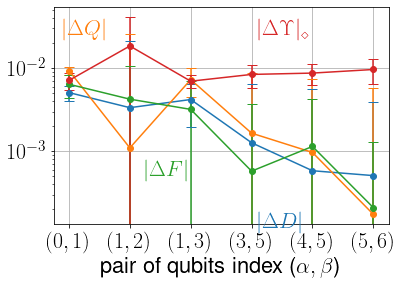 |ΔQ|
|ΔΥ|⋄
10⁻²
|ΔF|
10⁻³
|ΔD|
(0, 1) (1, 2) (1, 3) (3, 5) (4, 5) (5, 6)
pair of qubits index (α, β)